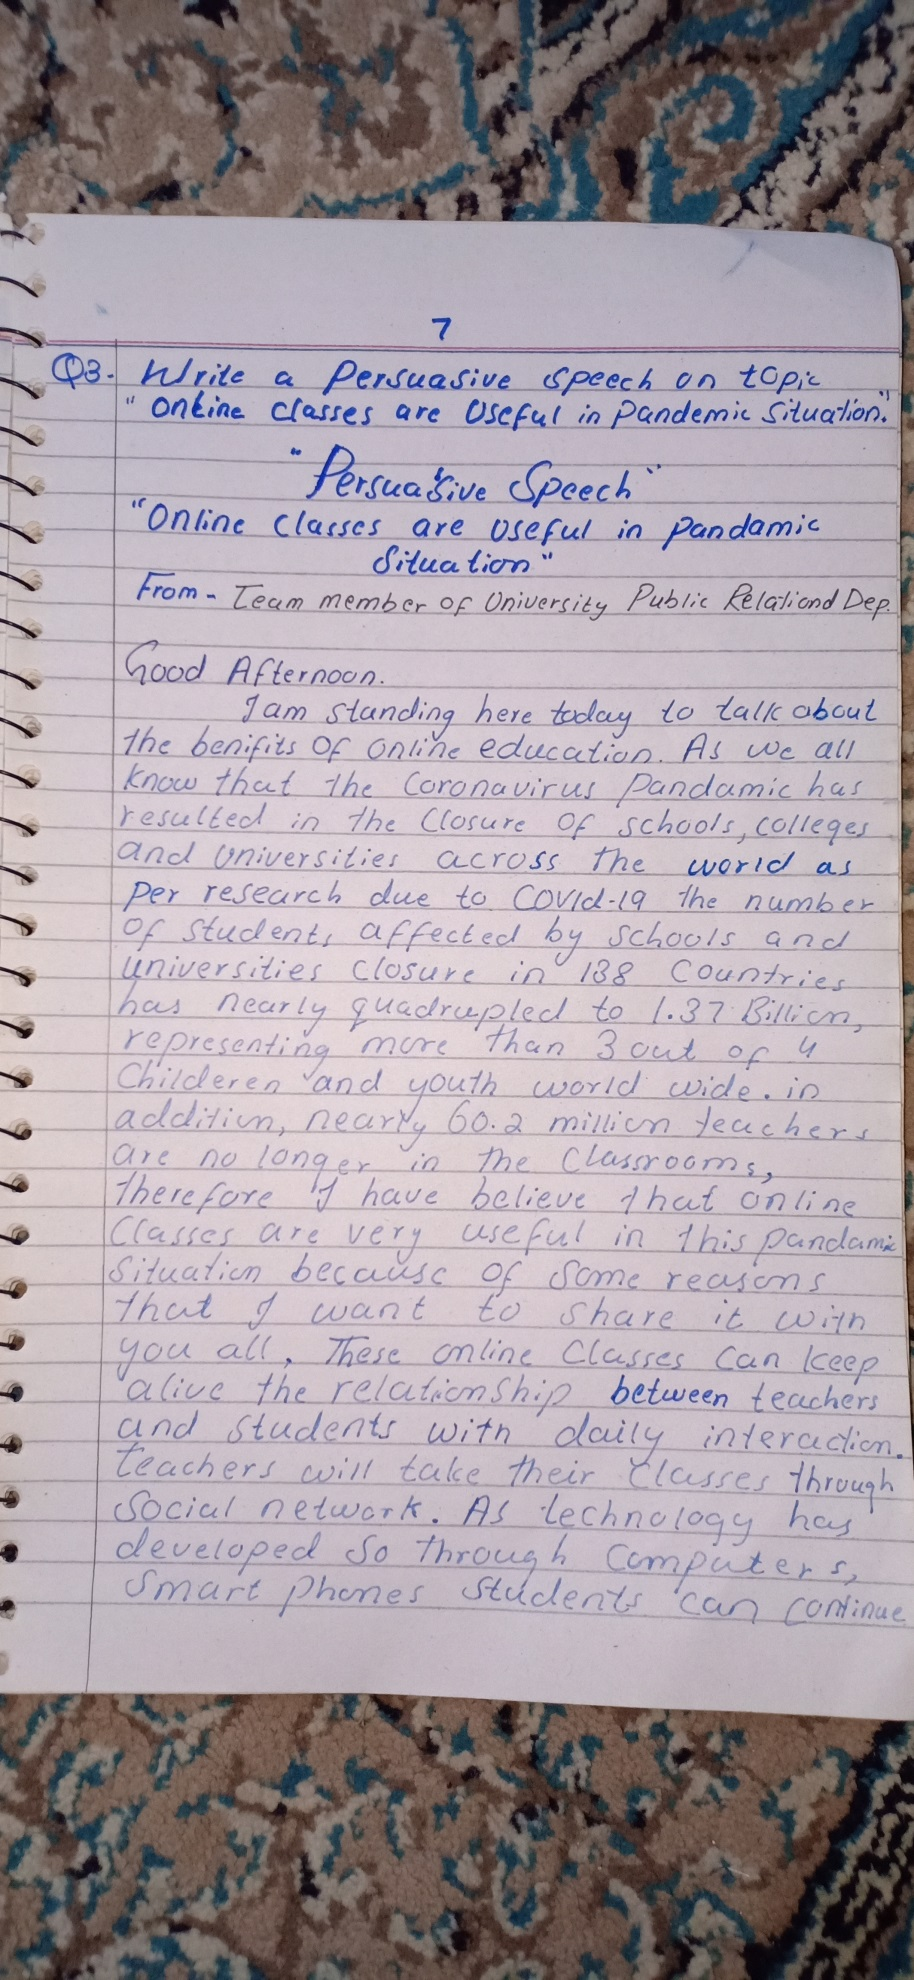 7
Q3. Write a Persuasive speech on topic
"Online classes are Useful in Pandemic Situation."
"Persuasive Speech"
"Online Classes are Useful in Pandamic
Situation"
From - Team member of University Public Relationd Dep.
Good Afternoon.
I am standing here today to talk about
the benifits of online education. As we all
know that the Coronavirus Pandamic has
resulted in the Closure of schools, colleges
and Universities across the world as
per research due to COVId-19 the number
of students affected by schools and
universities closure in 138 Countries
has nearly quadrupled to 1.37 Billion,
representing more than 3 out of 4
Childeren and youth world wide. in
addition, nearly 60.2 million teachers
are no longer in the Classrooms,
therefore I have believe that online
Classes are very useful in this pandamic
Situation because of some reasons
that I want to share it with
you all. These online Classes Can keep
alive the relationship between teachers
and students with daily interaction.
Teachers will take their Classes through
Social network. As technology has
developed so through Computers,
Smart phones students can continue